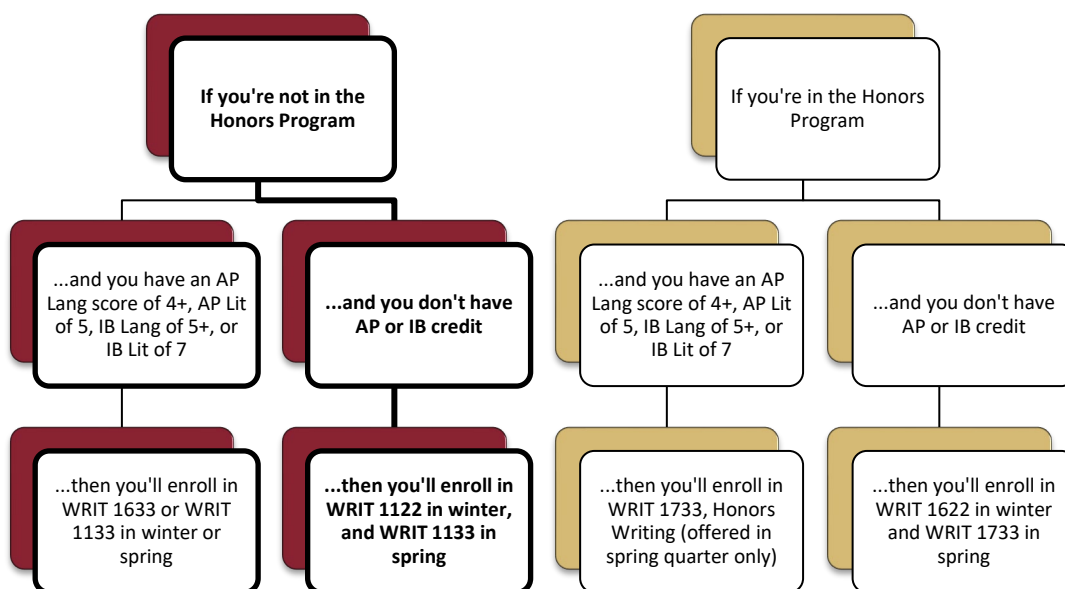 If you're not in the
Honors Program
If you're in the Honors
Program
...and you have an AP
Lang score of 4+, AP Lit
of 5, IB Lang of 5+, or
IB Lit of 7
...and you don't have
AP or IB credit
...and you have an AP
Lang score of 4+, AP Lit
of 5, IB Lang of 5+, or
IB Lit of 7
...and you don't have
AP or IB credit
...then you'll enroll in
WRIT 1633 or WRIT
1133 in winter or
spring
...then you'll enroll in
WRIT 1122 in winter,
and WRIT 1133 in
spring
...then you'll enroll in
WRIT 1733, Honors
Writing (offered in
spring quarter only)
...then you'll enroll in
WRIT 1622 in winter
and WRIT 1733 in
spring